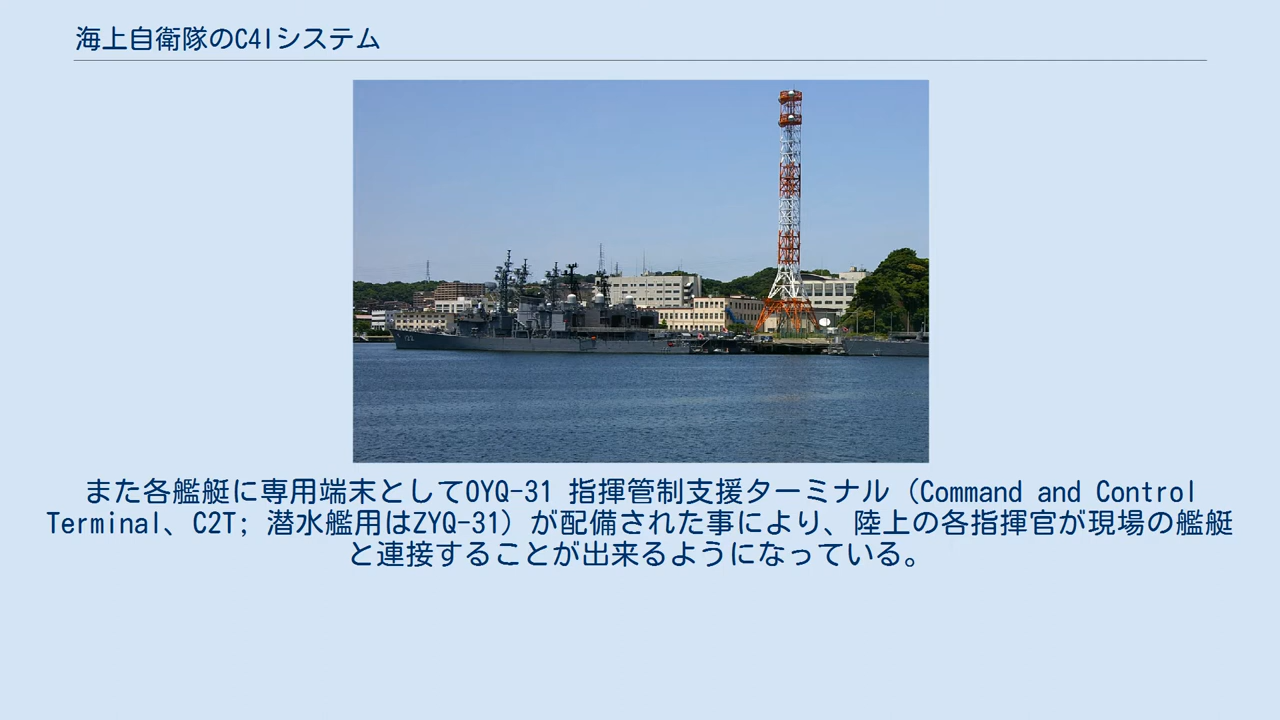 海上自衛隊のC4Iシステム
また各艦艇に専用端末としてOYQ-31 指揮管制支援ターミナル（Command and Control
Terminal、C2T; 潜水艦用はZYQ-31）が配備された事により、陸上の各指揮官が現場の艦艇
と連接することが出来るようになっている。